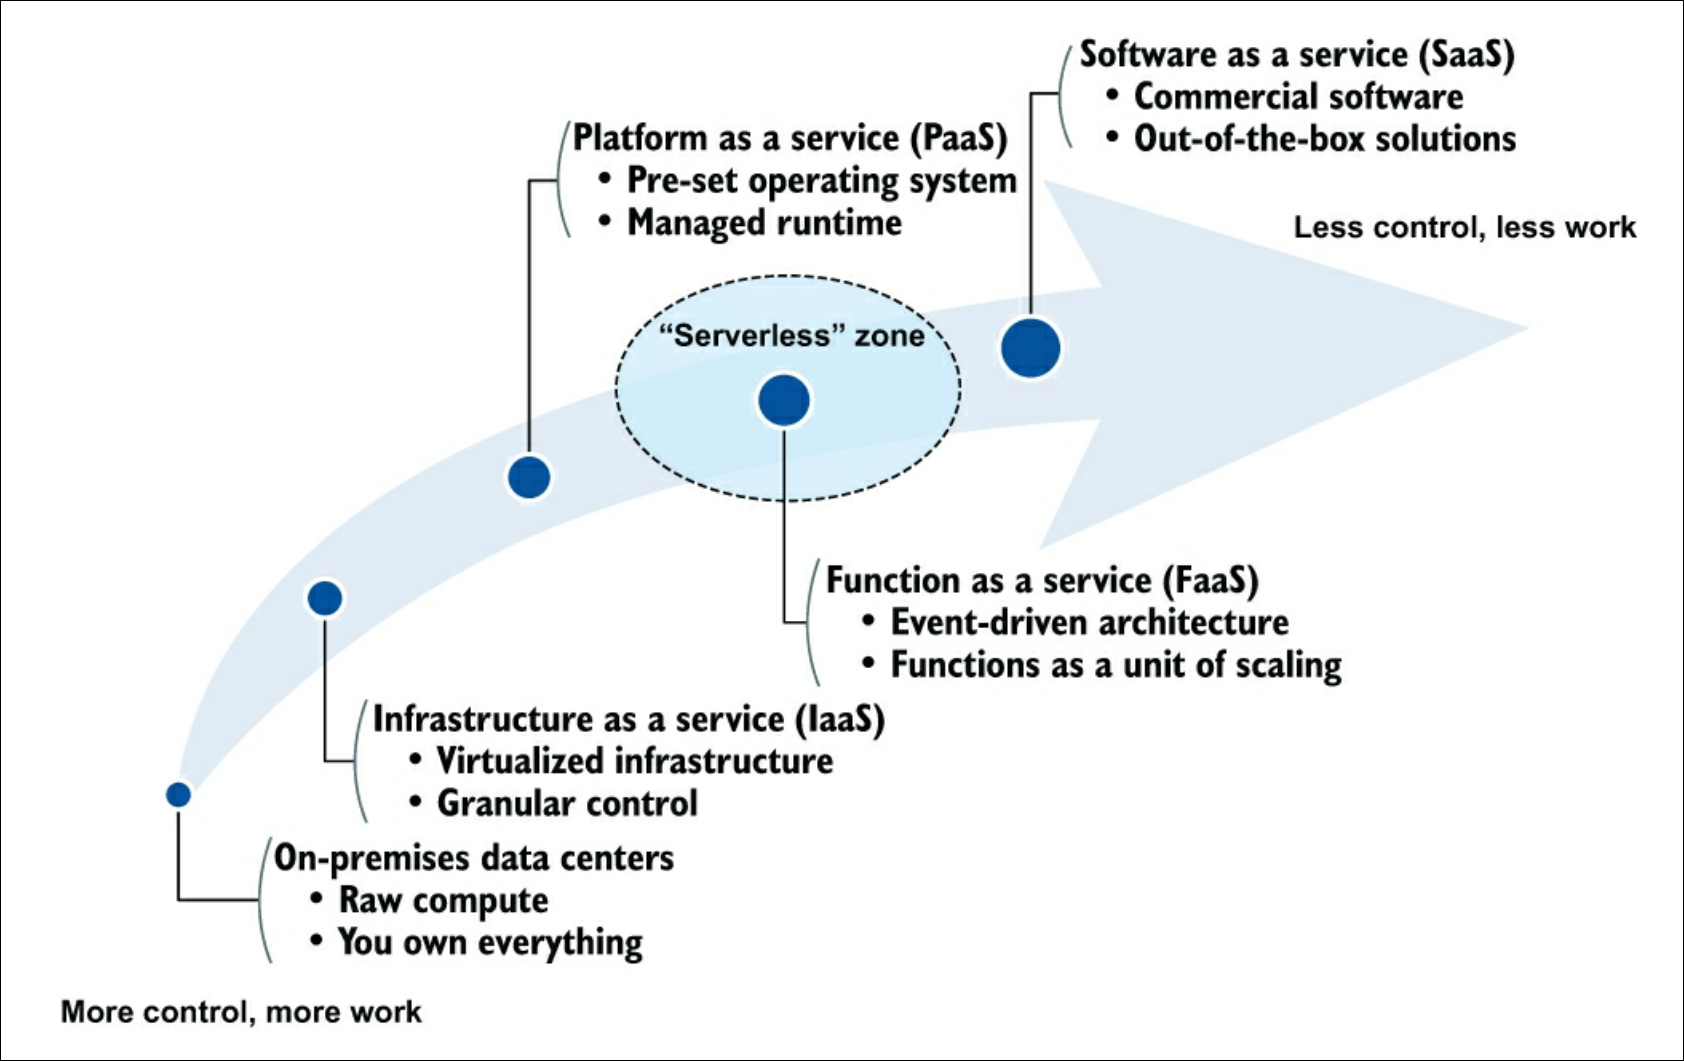 Software as a service (SaaS)
• Commercial software
• Out-of-the-box solutions
Platform as a service (PaaS)
• Pre-set operating system
• Managed runtime
Less control, less work
“Serverless” zone
Function as a service (FaaS)
• Event-driven architecture
• Functions as a unit of scaling
Infrastructure as a service (IaaS)
• Virtualized infrastructure
• Granular control
On-premises data centers
• Raw compute
• You own everything
More control, more work